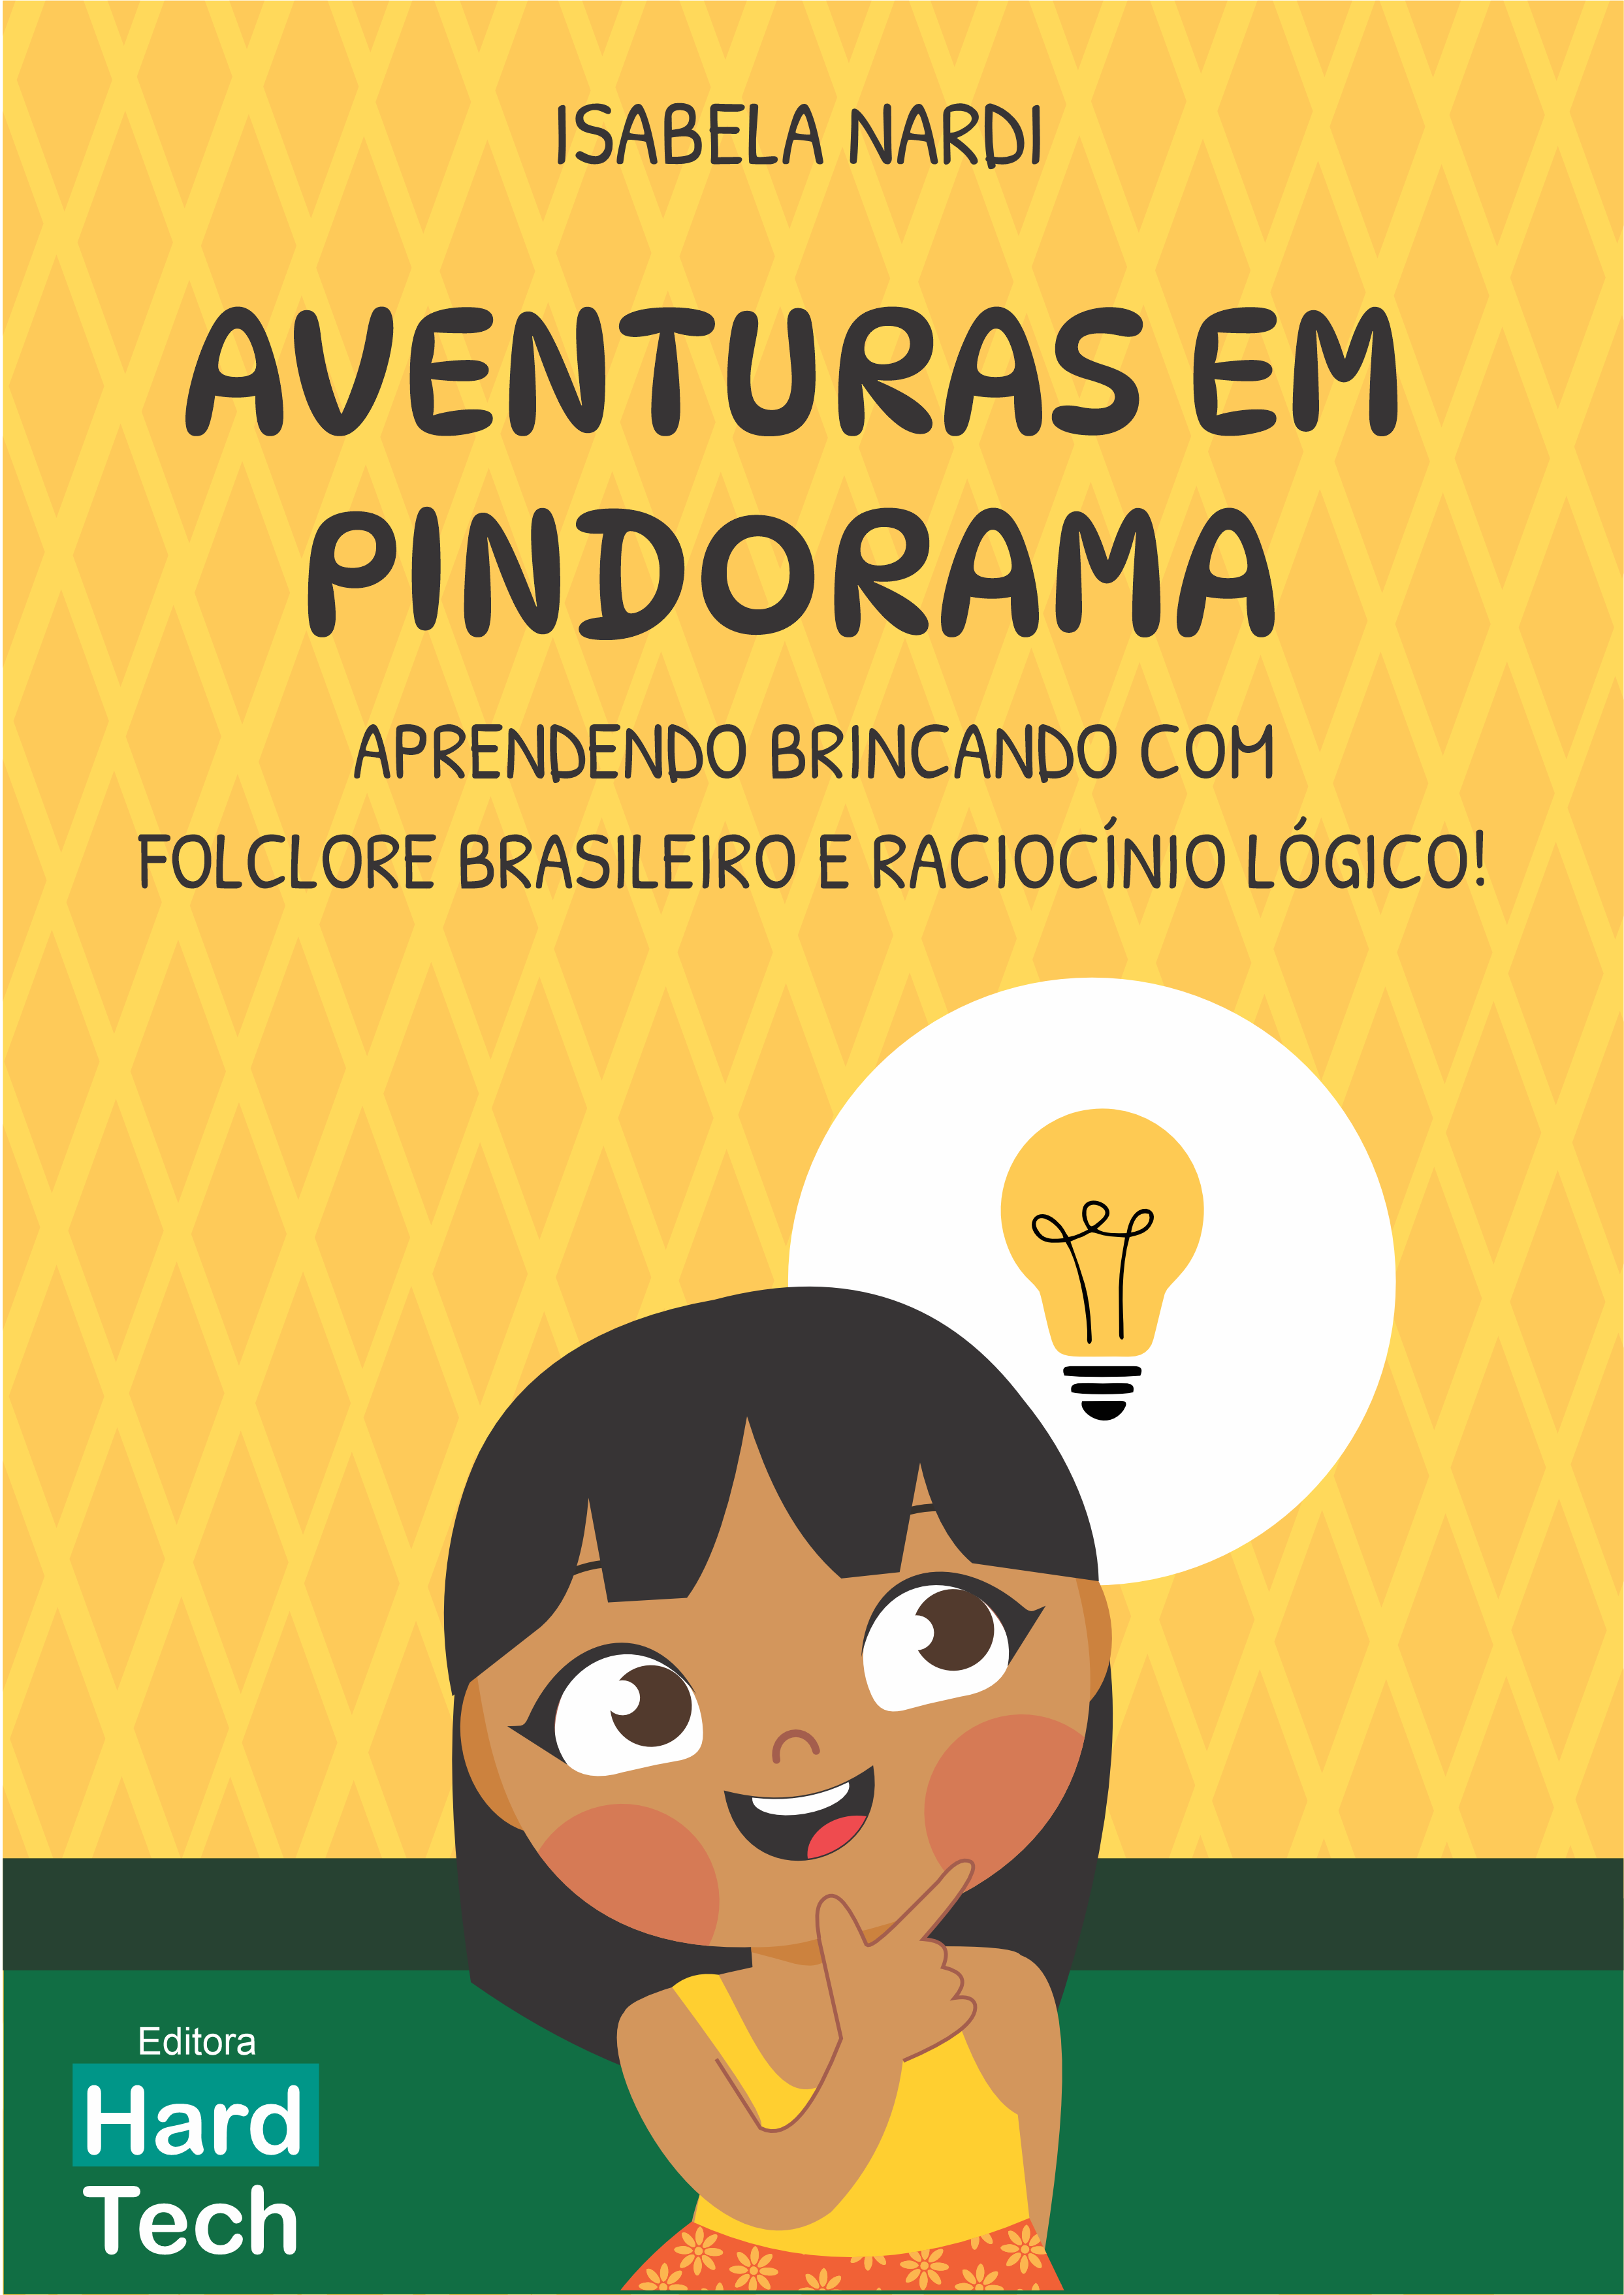 ISABELA NARDI
AVENTURAS EM
PINDORAMA
APRENDENDO BRINCANDO COM
FOLCLORE BRASILEIRO E RACIOCÍNIO LÓGICO!
Editora
Hard
Tech